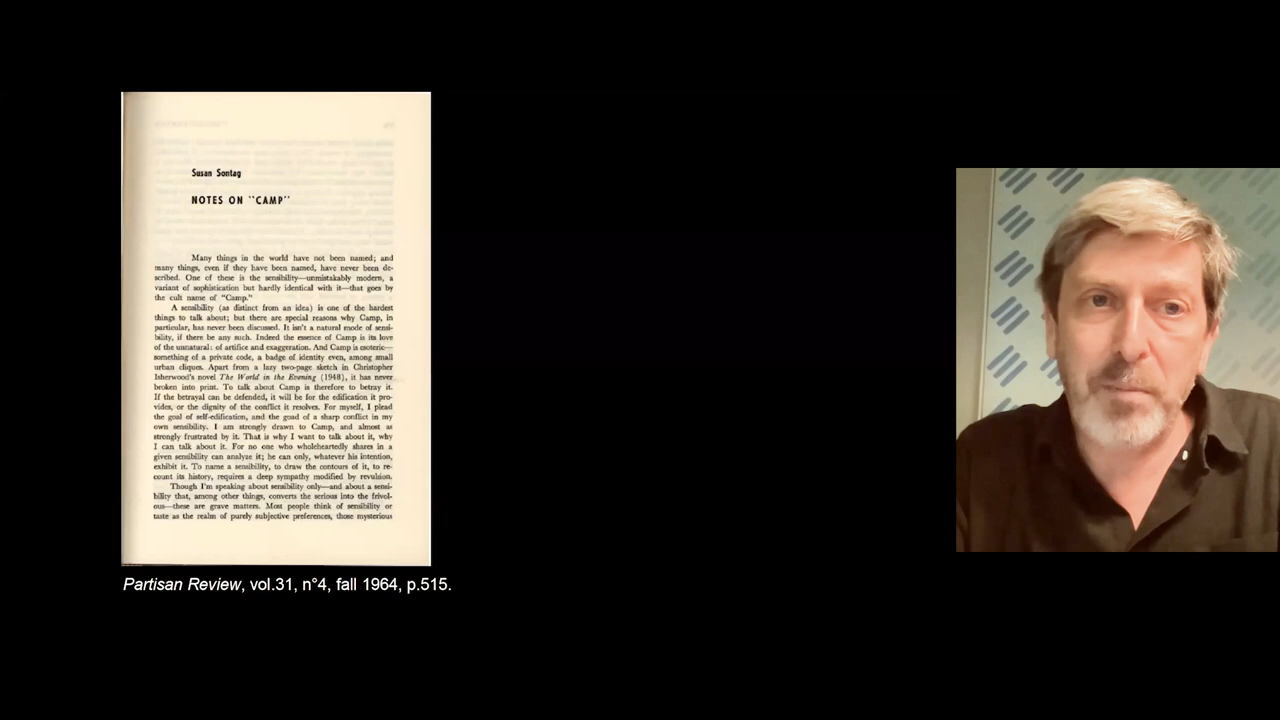 Susan Sontag
NOTES ON "CAMP"
Many things in the world have not been named; and
many things, even if they have been named, have never been de-
scribed. One of these is the sensibility—unmistakably modern, a
variant of sophistication but hardly identical with it—that goes by
the cult name of "Camp."
A sensibility (as distinct from an idea) is one of the hardest
things to talk about; but there are special reasons why Camp, in
particular, has never been discussed. It isn't a natural mode of sensi-
bility, if there be any such. Indeed the essence of Camp is its love
of the unnatural: of artifice and exaggeration. And Camp is esoteric—
something of a private code, a badge of identity even, among small
urban cliques. Apart from a lazy two-page sketch in Christopher
Isherwood's novel The World in the Evening (1948), it has never
broken into print. To talk about Camp is therefore to betray it.
If the betrayal can be defended, it will be for the edification it pro-
vides, or the dignity of the conflict it resolves. For myself, I plead
the goal of self-edification, and the goad of a sharp conflict in my
own sensibility. I am strongly drawn to Camp, and almost as
strongly frustrated by it. That is why I want to talk about it, why
I can talk about it. For no one who wholeheartedly shares in a
given sensibility can analyze it; he can only, whatever his intention,
exhibit it. To name a sensibility, to draw the contours of it, to re-
count its history, requires a deep sympathy modified by revulsion.
Though I'm speaking about sensibility only—and about a sensi-
bility that, among other things, converts the serious into the frivol-
ous—these are grave matters. Most people think of sensibility or
taste as the realm of purely subjective preferences, those mysterious
Partisan Review, vol.31, n°4, fall 1964, p.515.